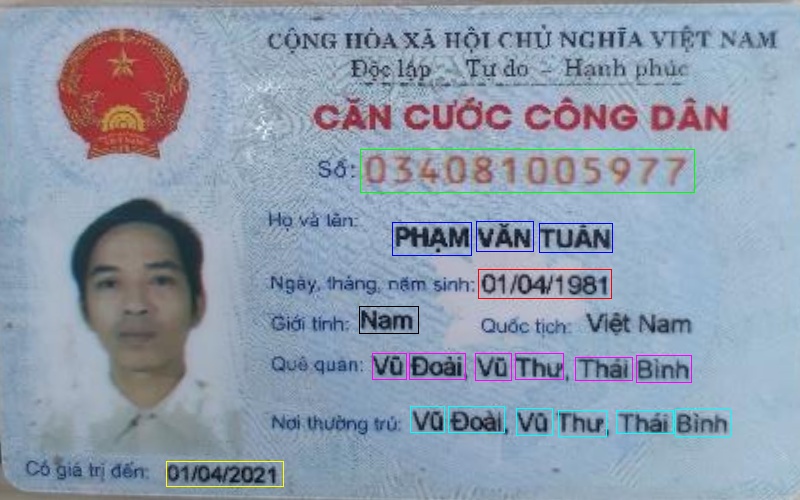 CỘNG HÒA XÃ HỘI CHỦ NGHĨA VIỆT NAM
Độc lập - Tự do - Hạnh phúc
CĂN CƯỚC CÔNG DÂN
Số: 034081005977
Họ và tên: PHẠM VĂN TUÂN
Ngày, tháng, năm sinh: 01/04/1981
Giới tính: Nam Quốc tịch: Việt Nam
Quê quán: Vũ Đoài, Vũ Thư, Thái Bình
Nơi thường trú: Vũ Đoài, Vũ Thư, Thái Bình
Có giá trị đến: 01/04/2021